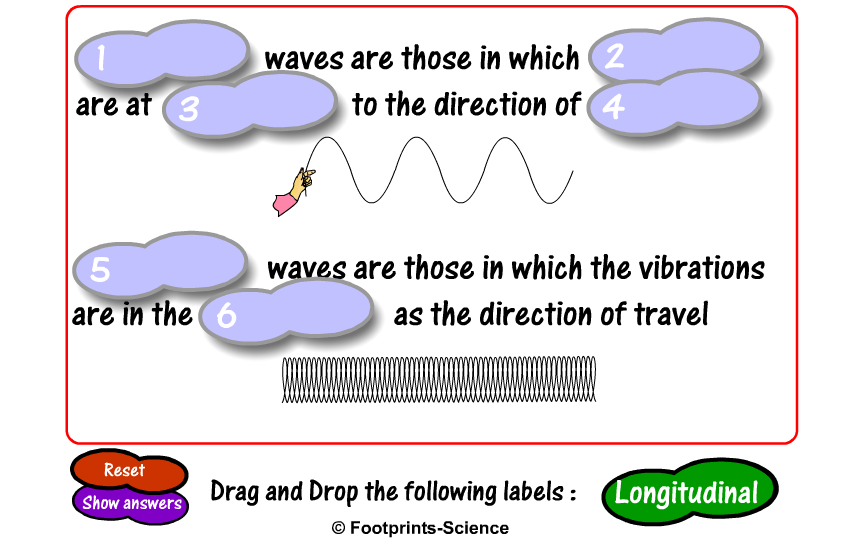 1 waves are those in which 2
are at 3 to the direction of 4
5 waves are those in which the vibrations
are in the 6 as the direction of travel
Reset
Show answers
Drag and Drop the following labels :
Longitudinal
© Footprints-Science